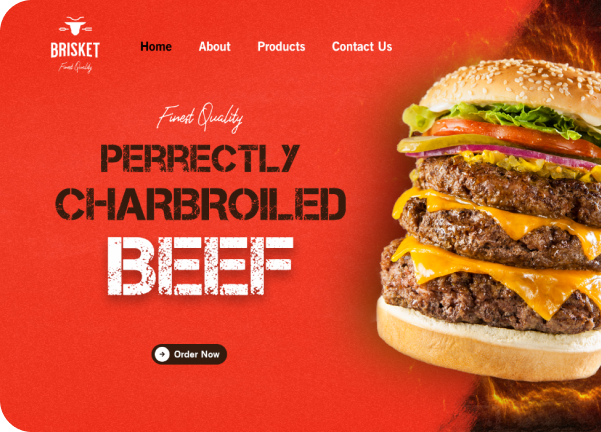 BRISKET
Finest Quality
Home About Products Contact Us
Finest Quality
PERRECTLY
CHARBROILED
BEEF
Order Now